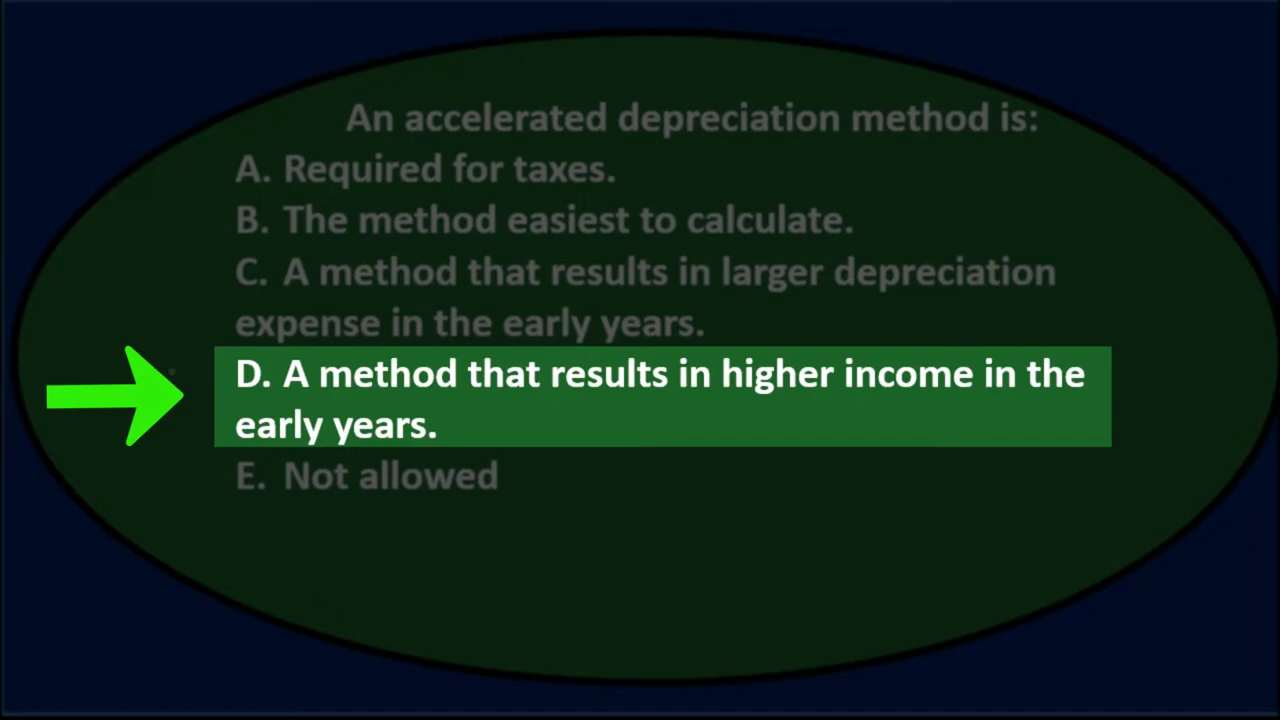 An accelerated depreciation method is:
A. Required for taxes.
B. The method easiest to calculate.
C. A method that results in larger depreciation
expense in the early years.
D. A method that results in higher income in the
early years.
E. Not allowed